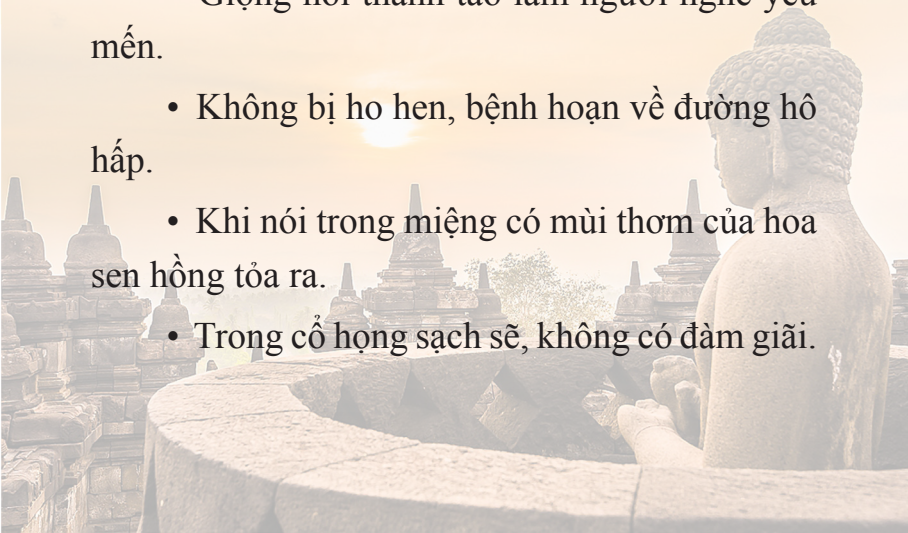 mến.
• Không bị ho hen, bệnh hoạn về đường hô
hấp.
• Khi nói trong miệng có mùi thơm của hoa
sen hồng tỏa ra.
• Trong cổ họng sạch sẽ, không có đàm giãi.